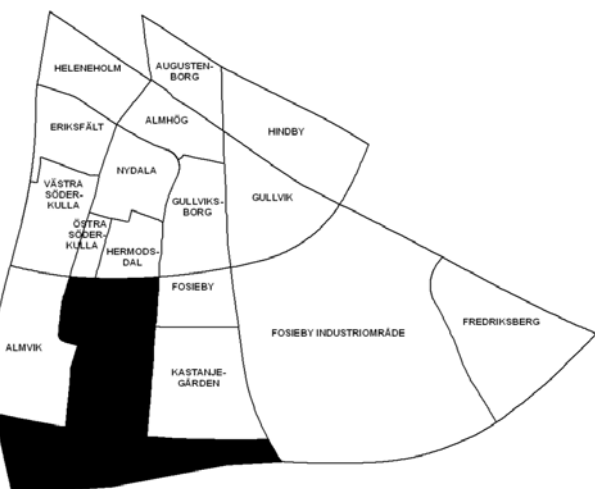 HELENEHOLM
AUGUSTEN-
BORG
ERIKSFÄLT
ALMHÖG
HINDBY
NYDALA
VÄSTRA
SÖDER-
KULLA
GULLVIKS-
BORG
GULLVIK
ÖSTRA
SÖDER-
KULLA
HERMODS-
DAL
FOSIEBY
ALMVIK
FOSIEBY INDUSTRIOMRÄDE
FREDRIKSBERG
KASTANJE-
GÅRDEN